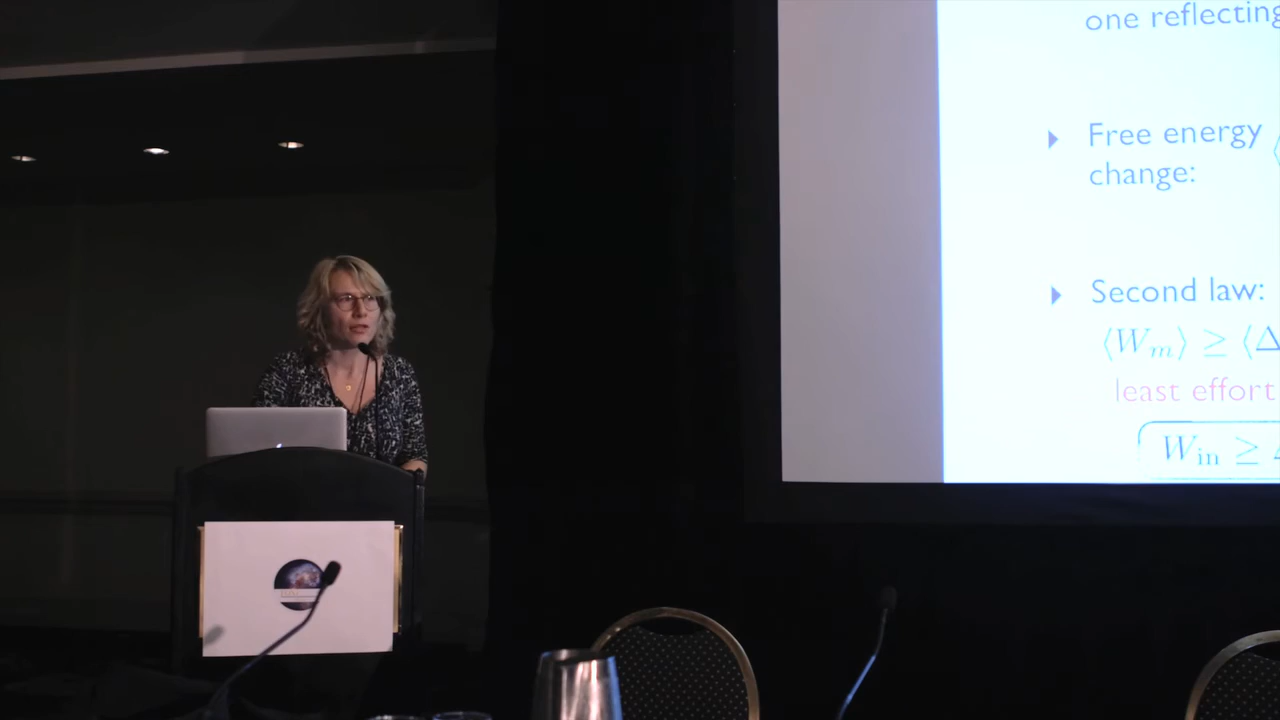 one reflecting
Free energy
change:
Second law:
⟨W_m⟩ ≥ ⟨Δ
least effort
W_in ≥